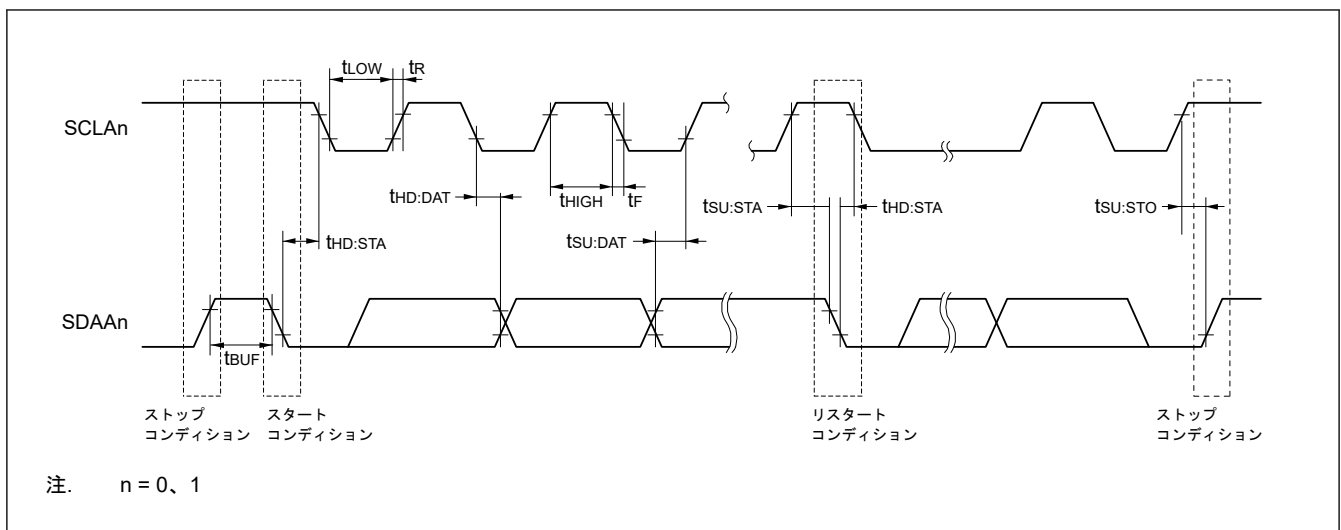 tLOW
tR
SCLAn
tHD:DAT
tHIGH
tF
tSU:STA
tHD:STA
tSU:STO
tHD:STA
tSU:DAT
SDAAn
tBUF
ストップ
コンディション
スタート
コンディション
リスタート
コンディション
ストップ
コンディション
注. n = 0、1